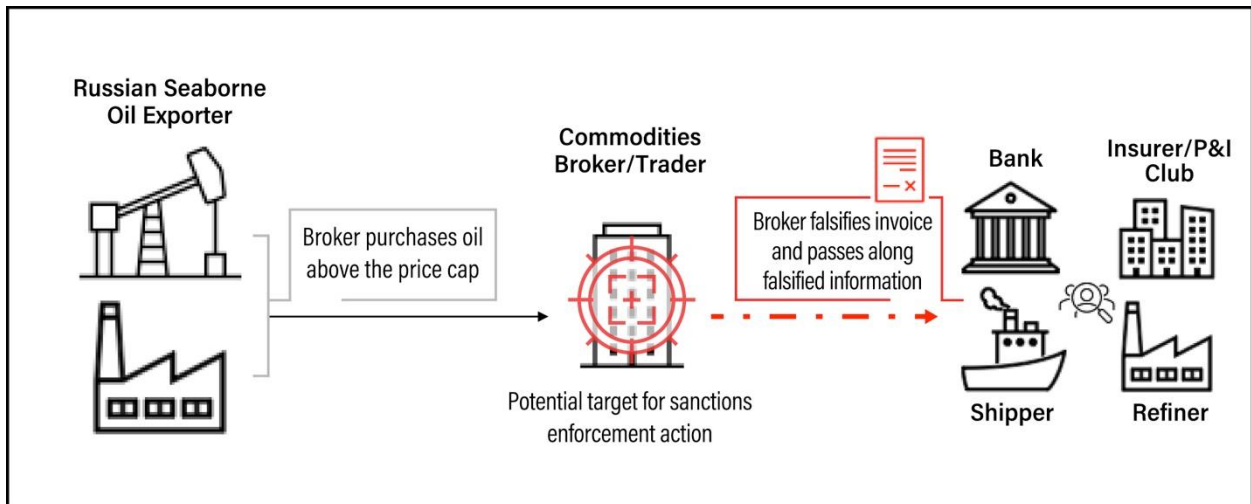 Russian Seaborne
Oil Exporter
Broker purchases oil
above the price cap
Commodities
Broker/Trader
Potential target for sanctions
enforcement action
Broker falsifies invoice
and passes along
falsified information
Bank
Insurer/P&I
Club
Shipper
Refiner